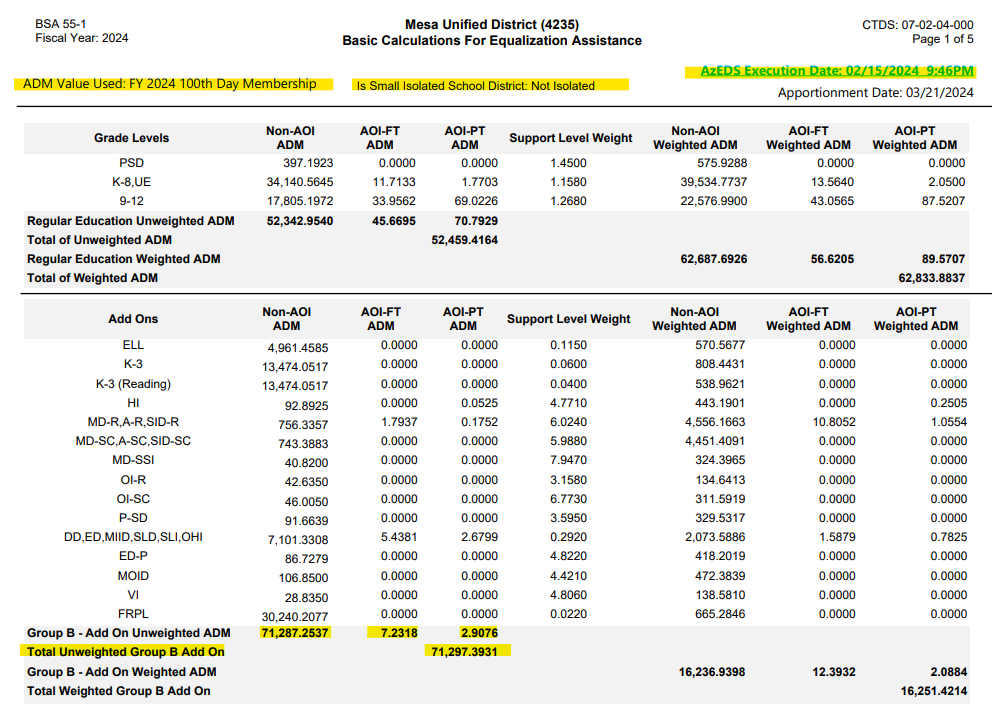 BSA 55-1 Mesa Unified District (4235) CTDS: 07-02-04-000
Fiscal Year: 2024 Basic Calculations For Equalization Assistance Page 1 of 5
AzEDS Execution Date: 02/15/2024 9:46PM
ADM Value Used: FY 2024 100th Day Membership Is Small Isolated School District: Not Isolated
Apportionment Date: 03/21/2024
Grade Levels Non-AOI ADM AOI-FT ADM AOI-PT ADM Support Level Weight Non-AOI Weighted ADM AOI-FT Weighted ADM AOI-PT Weighted ADM
PSD 397.1923 0.0000 0.0000 1.4500 575.9288 0.0000 0.0000
K-8,UE 34,140.5645 11.7133 1.7703 1.1580 39,534.7737 13.5640 2.0500
9-12 17,805.1972 33.9562 69.0226 1.2680 22,576.9900 43.0565 87.5207
Regular Education Unweighted ADM 52,342.9540 45.6695 70.7929
Total of Unweighted ADM 52,459.4164
Regular Education Weighted ADM 62,687.6926 56.6205 89.5707
Total of Weighted ADM 62,833.8837
Add Ons Non-AOI ADM AOI-FT ADM AOI-PT ADM Support Level Weight Non-AOI Weighted ADM AOI-FT Weighted ADM AOI-PT Weighted ADM
ELL 4,961.4585 0.0000 0.0000 0.1150 570.5677 0.0000 0.0000
K-3 13,474.0517 0.0000 0.0000 0.0600 808.4431 0.0000 0.0000
K-3 (Reading) 13,474.0517 0.0000 0.0000 0.0400 538.9621 0.0000 0.0000
HI 92.8925 0.0000 0.0525 4.7710 443.1901 0.0000 0.2505
MD-R,A-R,SID-R 756.3357 1.7937 0.1752 6.0240 4,556.1663 10.8052 1.0554
MD-SC,A-SC,SID-SC 743.3883 0.0000 0.0000 5.9880 4,451.4091 0.0000 0.0000
MD-SSI 40.8200 0.0000 0.0000 7.9470 324.3965 0.0000 0.0000
OI-R 42.6350 0.0000 0.0000 3.1580 134.6413 0.0000 0.0000
OI-SC 46.0050 0.0000 0.0000 6.7730 311.5919 0.0000 0.0000
P-SD 91.6639 0.0000 0.0000 3.5950 329.5317 0.0000 0.0000
DD,ED,MIID,SLD,SLI,OHI 7,101.3308 5.4381 2.6799 0.2920 2,073.5886 1.5879 0.7825
ED-P 86.7279 0.0000 0.0000 4.8220 418.2019 0.0000 0.0000
MOID 106.8500 0.0000 0.0000 4.4210 472.3839 0.0000 0.0000
VI 28.8350 0.0000 0.0000 4.8060 138.5810 0.0000 0.0000
FRPL 30,240.2077 0.0000 0.0000 0.0220 665.2846 0.0000 0.0000
Group B - Add On Unweighted ADM 71,287.2537 7.2318 2.9076
Total Unweighted Group B Add On 71,297.3931
Group B - Add On Weighted ADM 16,236.9398 12.3932 2.0884
Total Weighted Group B Add On 16,251.4214